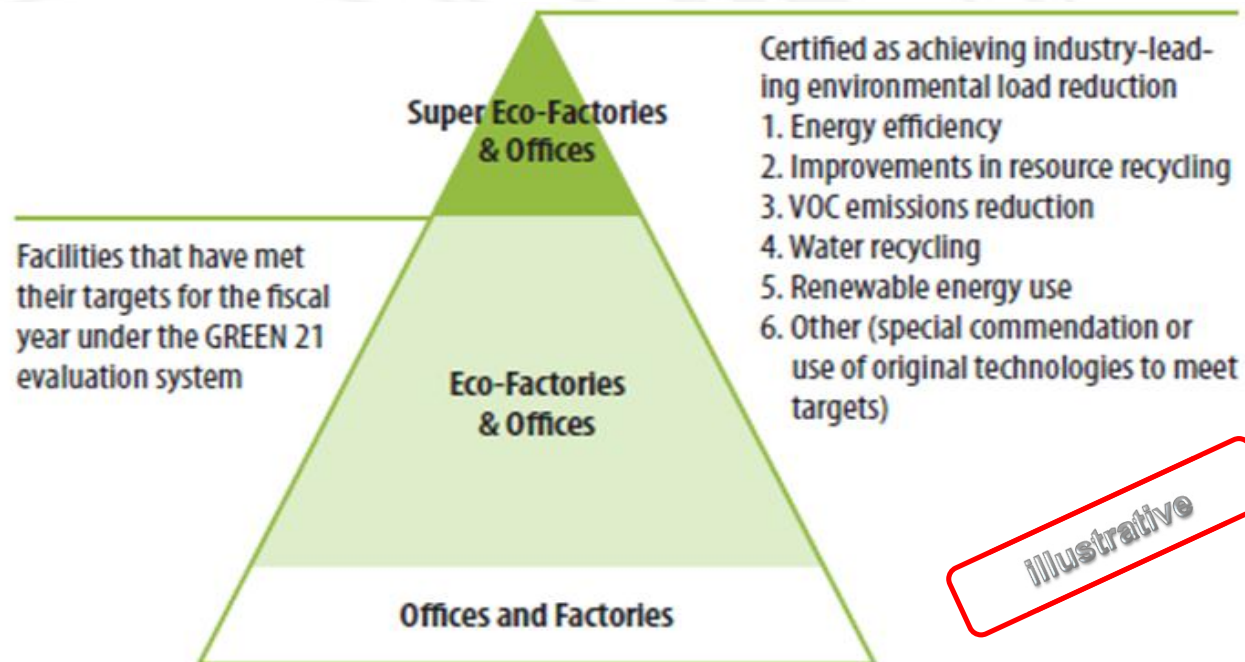 Super Eco-Factories
& Offices
Certified as achieving industry-lead-
ing environmental load reduction
1. Energy efficiency
2. Improvements in resource recycling
3. VOC emissions reduction
4. Water recycling
5. Renewable energy use
6. Other (special commendation or
use of original technologies to meet
targets)
Facilities that have met
their targets for the fiscal
year under the GREEN 21
evaluation system
Eco-Factories
& Offices
Offices and Factories
illustrative